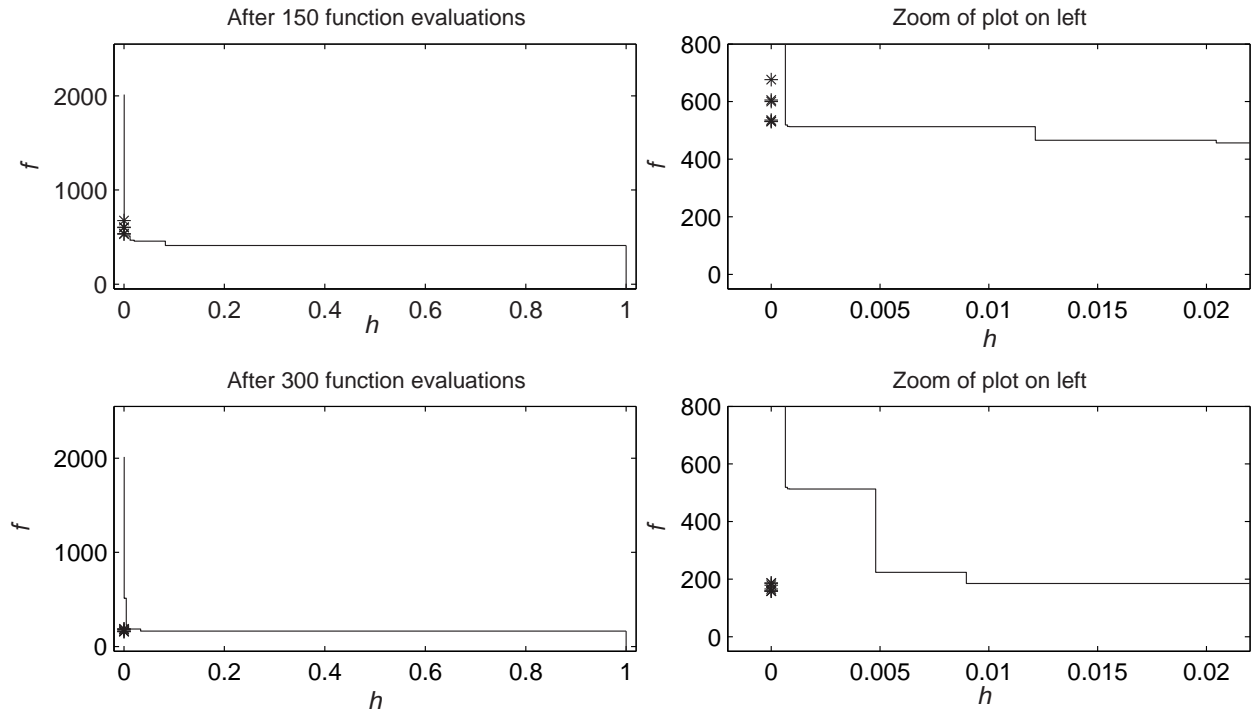 After 150 function evaluations
2000
1000
0
f
0 0.2 0.4 0.6 0.8 1
h
Zoom of plot on left
800
600
400
200
0
f
0 0.005 0.01 0.015 0.02
h
After 300 function evaluations
2000
1000
0
f
0 0.2 0.4 0.6 0.8 1
h
Zoom of plot on left
800
600
400
200
0
f
0 0.005 0.01 0.015 0.02
h